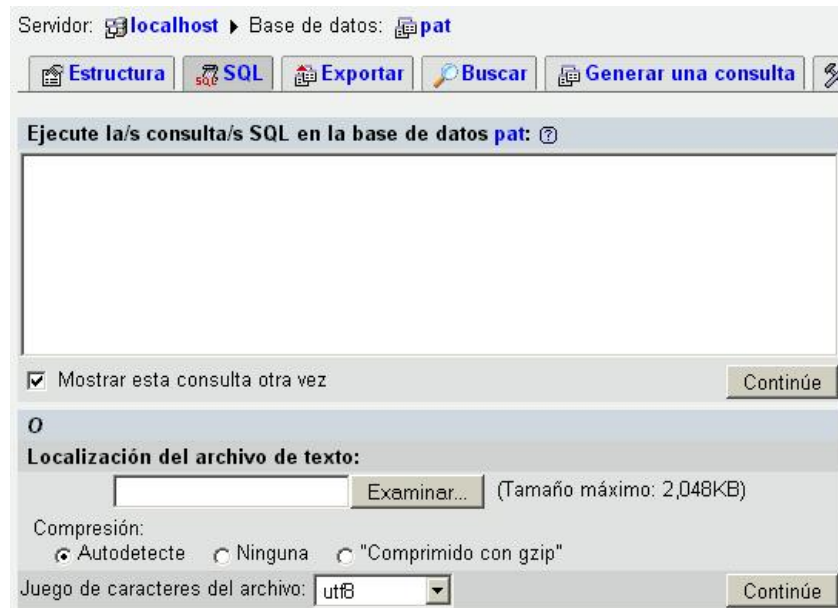 Servidor: localhost ▶ Base de datos: pat
Estructura SQL Exportar Buscar Generar una consulta
Ejecute la/s consulta/s SQL en la base de datos pat:
Mostrar esta consulta otra vez Continúe
O
Localización del archivo de texto:
Examinar... (Tamaño máximo: 2,048KB)
Compresión:
Autodetecte Ninguna "Comprimido con gzip"
Juego de caracteres del archivo: utf8 Continúe